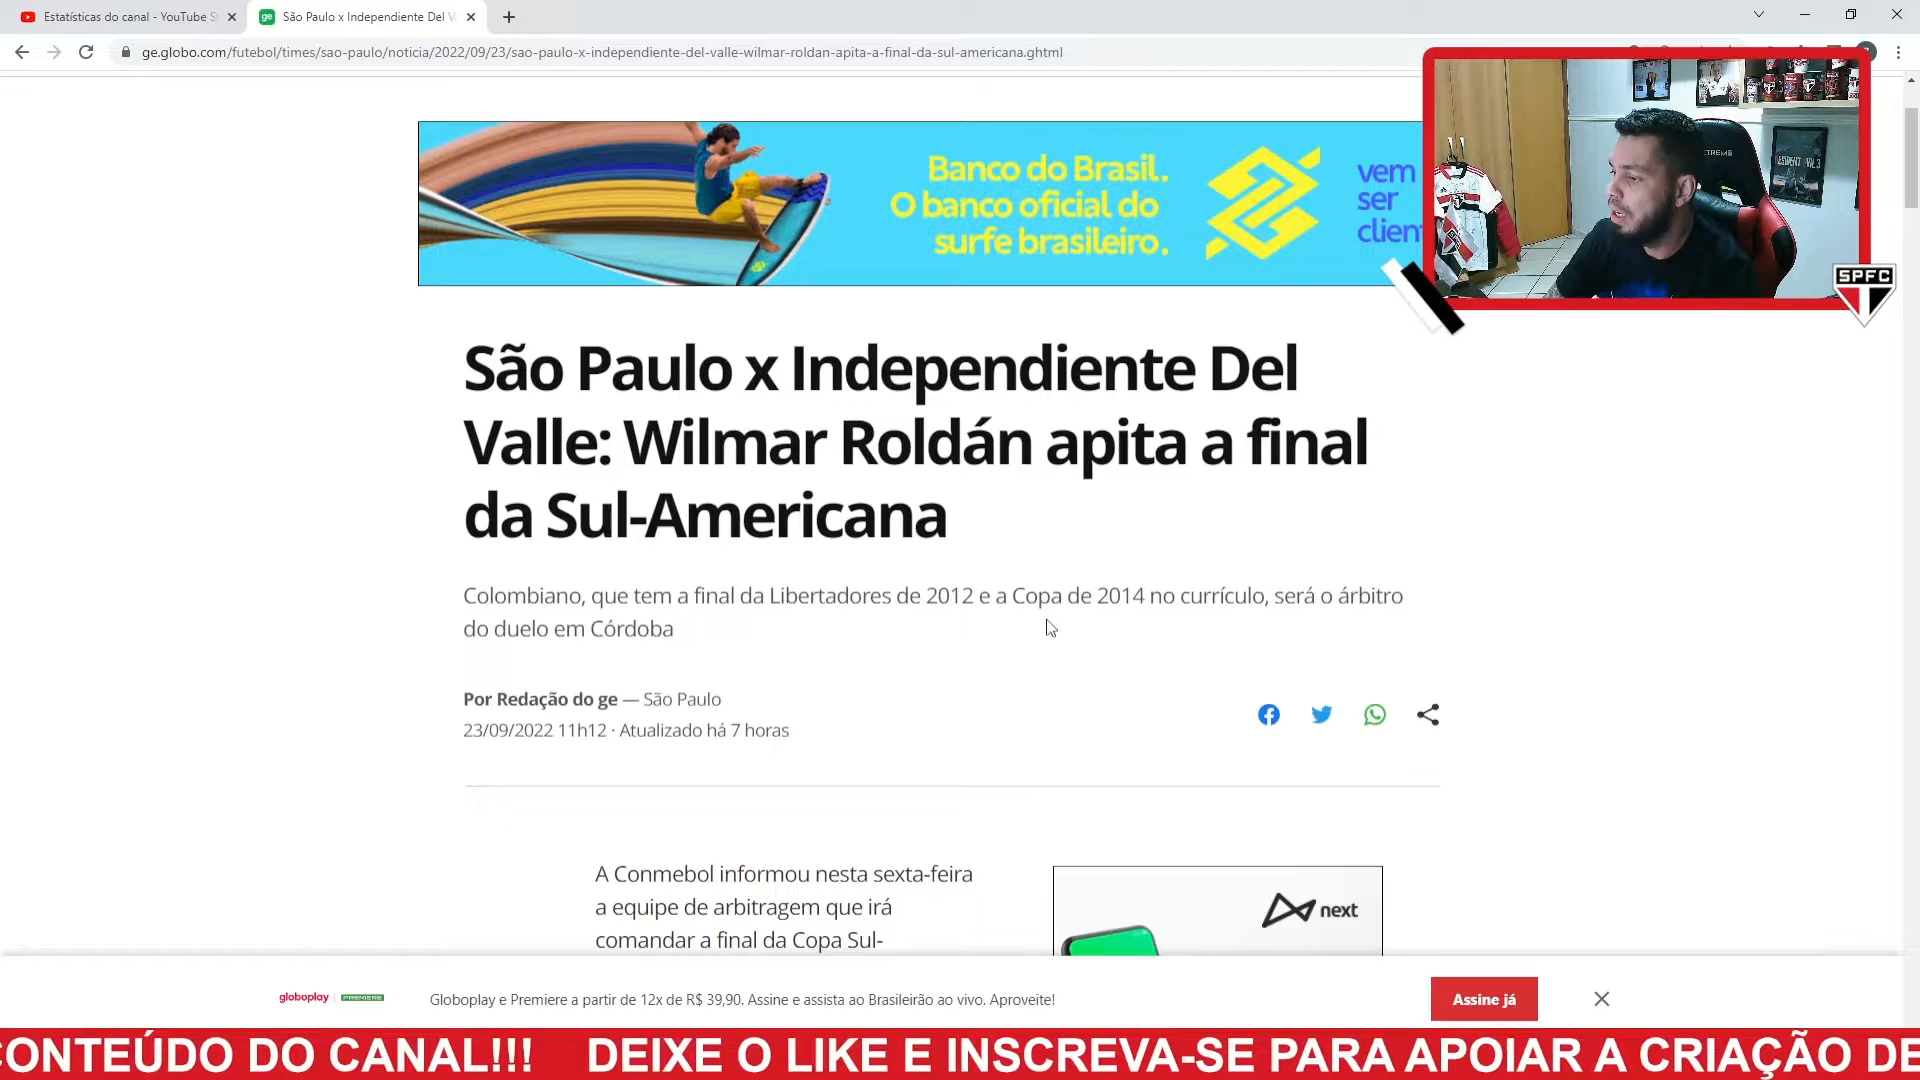 Estatísticas do canal - YouTube S
São Paulo x Independiente Del V
ge.globo.com/futebol/times/sao-paulo/noticia/2022/09/23/sao-paulo-x-independiente-del-valle-wilmar-roldan-apita-a-final-da-sul-americana.ghtml
Banco do Brasil.
O banco oficial do
surfe brasileiro.
vem
ser
client
SPFC
São Paulo x Independiente Del
Valle: Wilmar Roldán apita a final
da Sul-Americana
Colombiano, que tem a final da Libertadores de 2012 e a Copa de 2014 no currículo, será o árbitro
do duelo em Córdoba
Por Redação do ge — São Paulo
23/09/2022 11h12 · Atualizado há 7 horas
A Conmebol informou nesta sexta-feira
a equipe de arbitragem que irá
comandar a final da Copa Sul-
next
globoplay PREMIERE
Globoplay e Premiere a partir de 12x de R$ 39,90. Assine e assista ao Brasileirão ao vivo. Aproveite!
Assine já
CONTEÚDO DO CANAL!!! DEIXE O LIKE E INSCREVA-SE PARA APOIAR A CRIAÇÃO DE